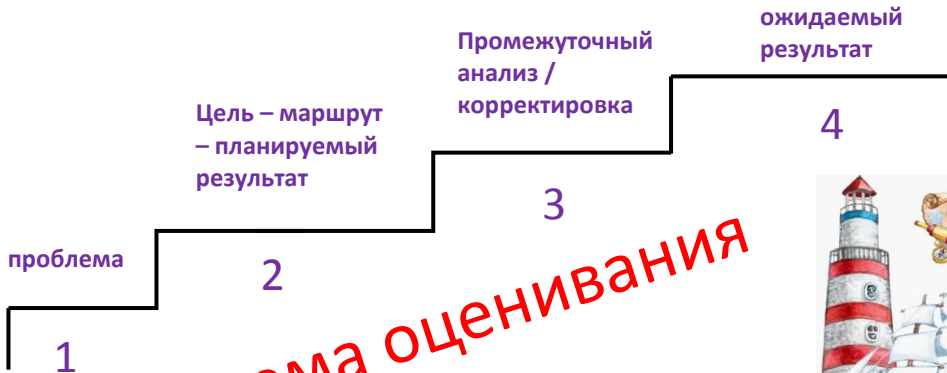 ожидаемый
результат
Промежуточный
анализ /
корректировка
4
Цель – маршрут
– планируемый
результат
3
проблема
2
оценивания
1